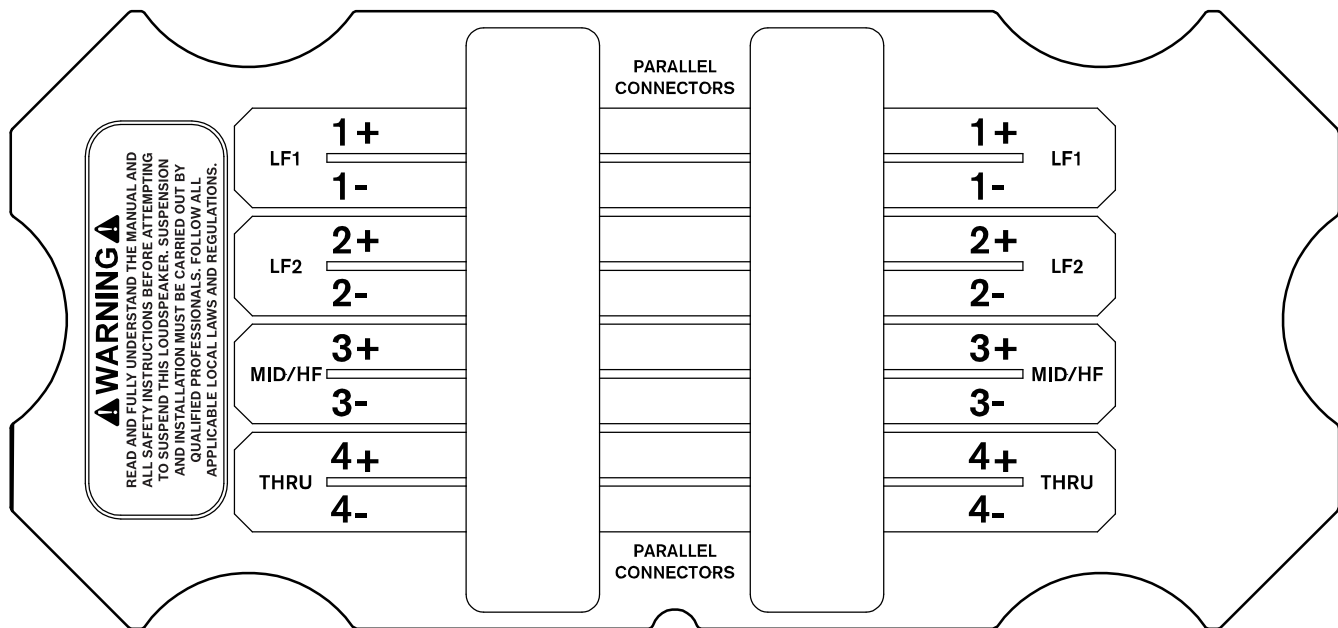 WARNING
READ AND FULLY UNDERSTAND THE MANUAL AND
ALL SAFETY INSTRUCTIONS BEFORE ATTEMPTING
TO SUSPEND THIS LOUDSPEAKER. SUSPENSION
AND INSTALLATION MUST BE CARRIED OUT BY
QUALIFIED PROFESSIONALS. FOLLOW ALL
APPLICABLE LOCAL LAWS AND REGULATIONS.
PARALLEL
CONNECTORS
1+
LF1
1-
2+
LF2
2-
3+
MID/HF
3-
4+
THRU
4-
1+
LF1
1-
2+
LF2
2-
3+
MID/HF
3-
4+
THRU
4-
PARALLEL
CONNECTORS